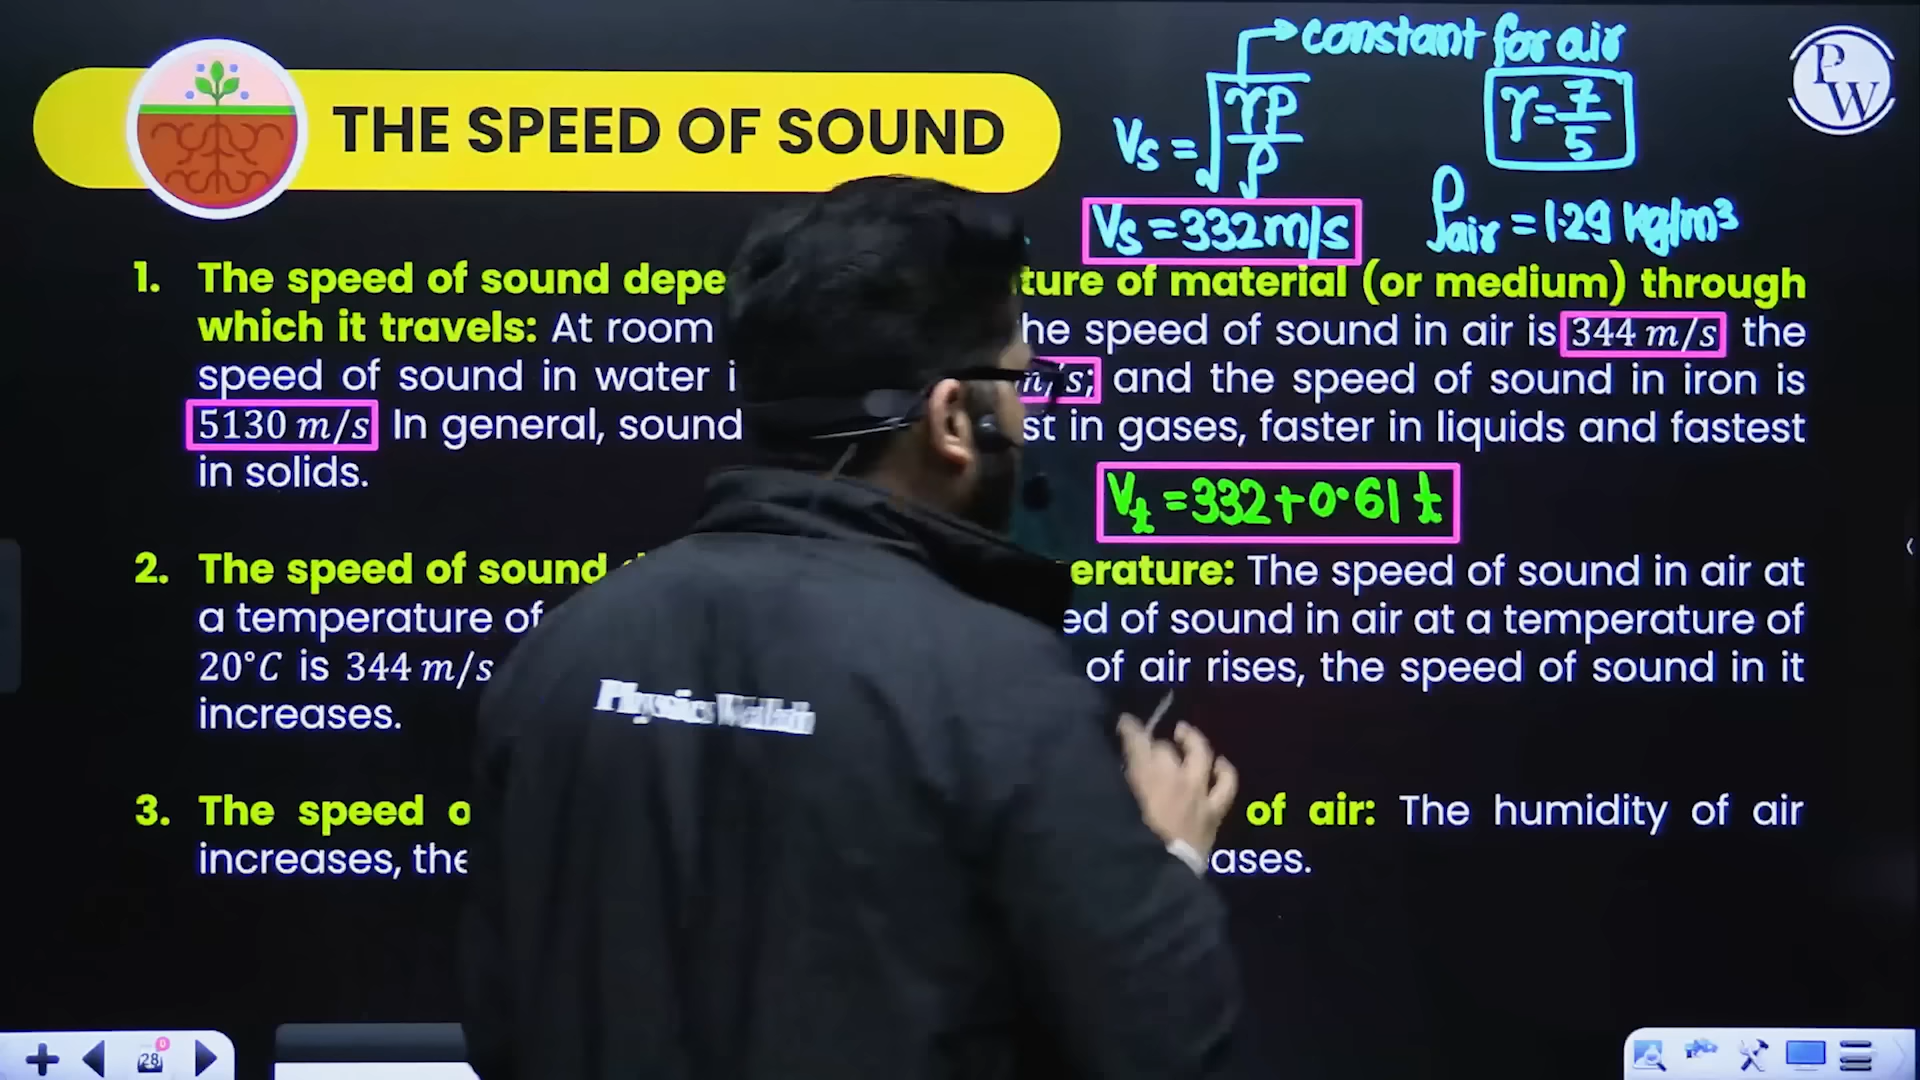 constant for air
PW
THE SPEED OF SOUND
Vs = √γP/ρ
γ = 7/5
Vs = 332 m/s
ρair = 1.29 kg/m³
1. The speed of sound depe ture of material (or medium) through
which it travels: At room he speed of sound in air is 344 m/s the
speed of sound in water i m/s; and the speed of sound in iron is
5130 m/s In general, sound st in gases, faster in liquids and fastest
in solids.
Vt = 332 + 0.61 t
2. The speed of sound erature: The speed of sound in air at
a temperature of ed of sound in air at a temperature of
20°C is 344 m/s of air rises, the speed of sound in it
increases.
Physics Wallah
3. The speed o of air: The humidity of air
increases, the ases.
28
0